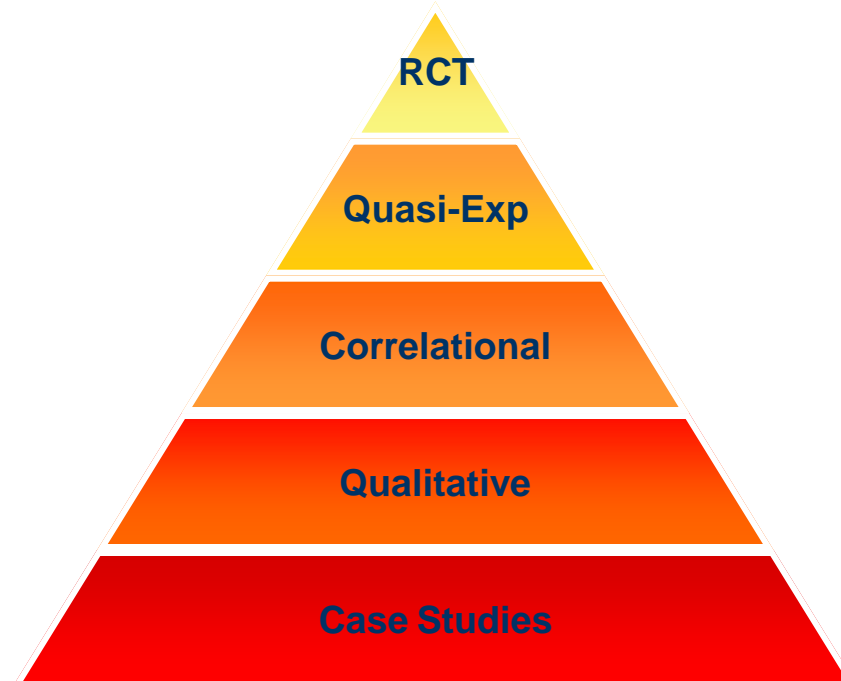 RCT
Quasi-Exp
Correlational
Qualitative
Case Studies